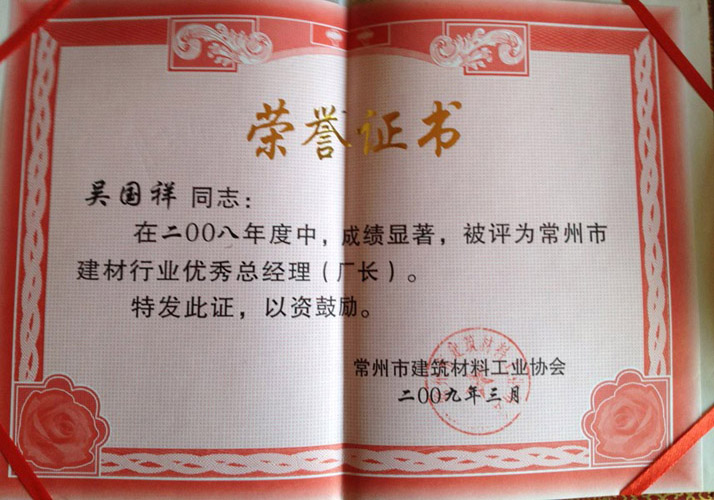 荣誉证书
吴国祥 同志：
在二00八年度中，成绩显著，被评为常州市
建材行业优秀总经理（厂长）。
特发此证，以资鼓励。
常州市建筑材料工业协会
二00九年三月